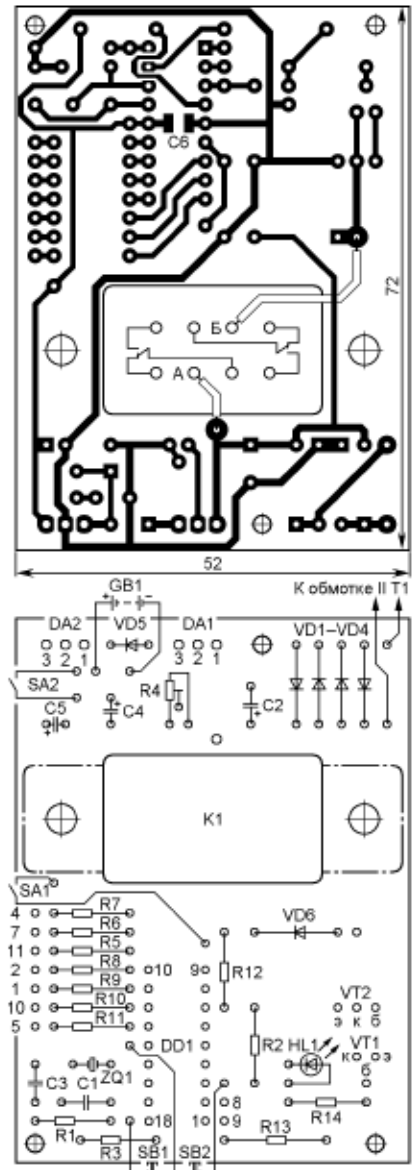 C6
Б
А
72
52
GB1
К обмотке II Т1
+ - + -
DA2 VD5 DA1 VD1–VD4
3 2 1 3 2 1
SA2
R4
C5 + C4 + C2 +
K1
SA1
4 R7
7 R6 VD6
11 R5
2 R8 10 9 R12
1 R9
10 R10 VT2
5 R11 э к б
DD1 R2 HL1 VT1
к э
C3 C1 ZQ1 б
8
R1 18 1 9 R14
R3 SB1 SB2 R13